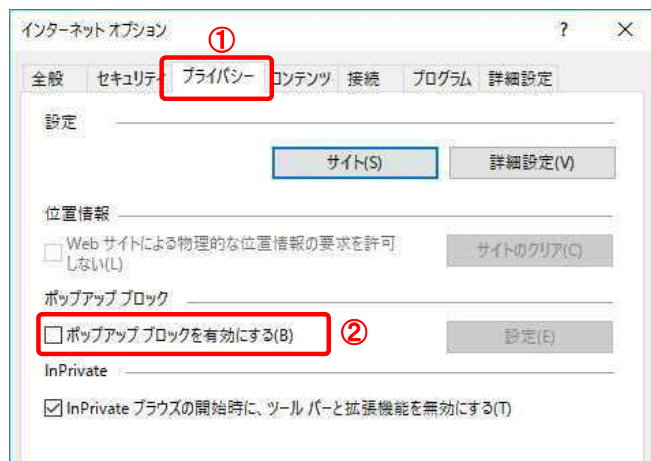 インターネット オプション ? ×
①
全般 セキュリティ プライバシー コンテンツ 接続 プログラム 詳細設定
設定
サイト(S) 詳細設定(V)
位置情報
Web サイトによる物理的な位置情報の要求を許可
しない(L)
サイトのクリア(C)
ポップアップ ブロック
ポップアップ ブロックを有効にする(B) ② 設定(E)
InPrivate
InPrivate ブラウズの開始時に、ツール バーと拡張機能を無効にする(T)